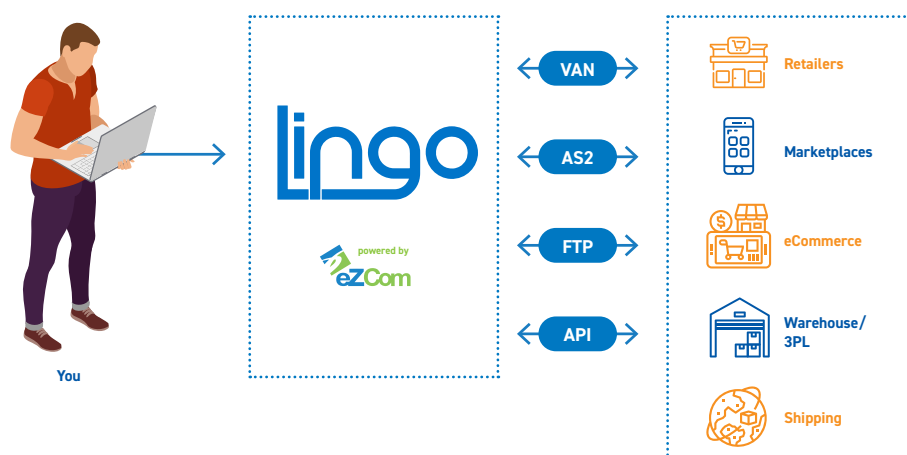 You
Lingo
powered by
eZCom
VAN
AS2
FTP
API
Retailers
Marketplaces
$
eCommerce
Warehouse/
3PL
Shipping